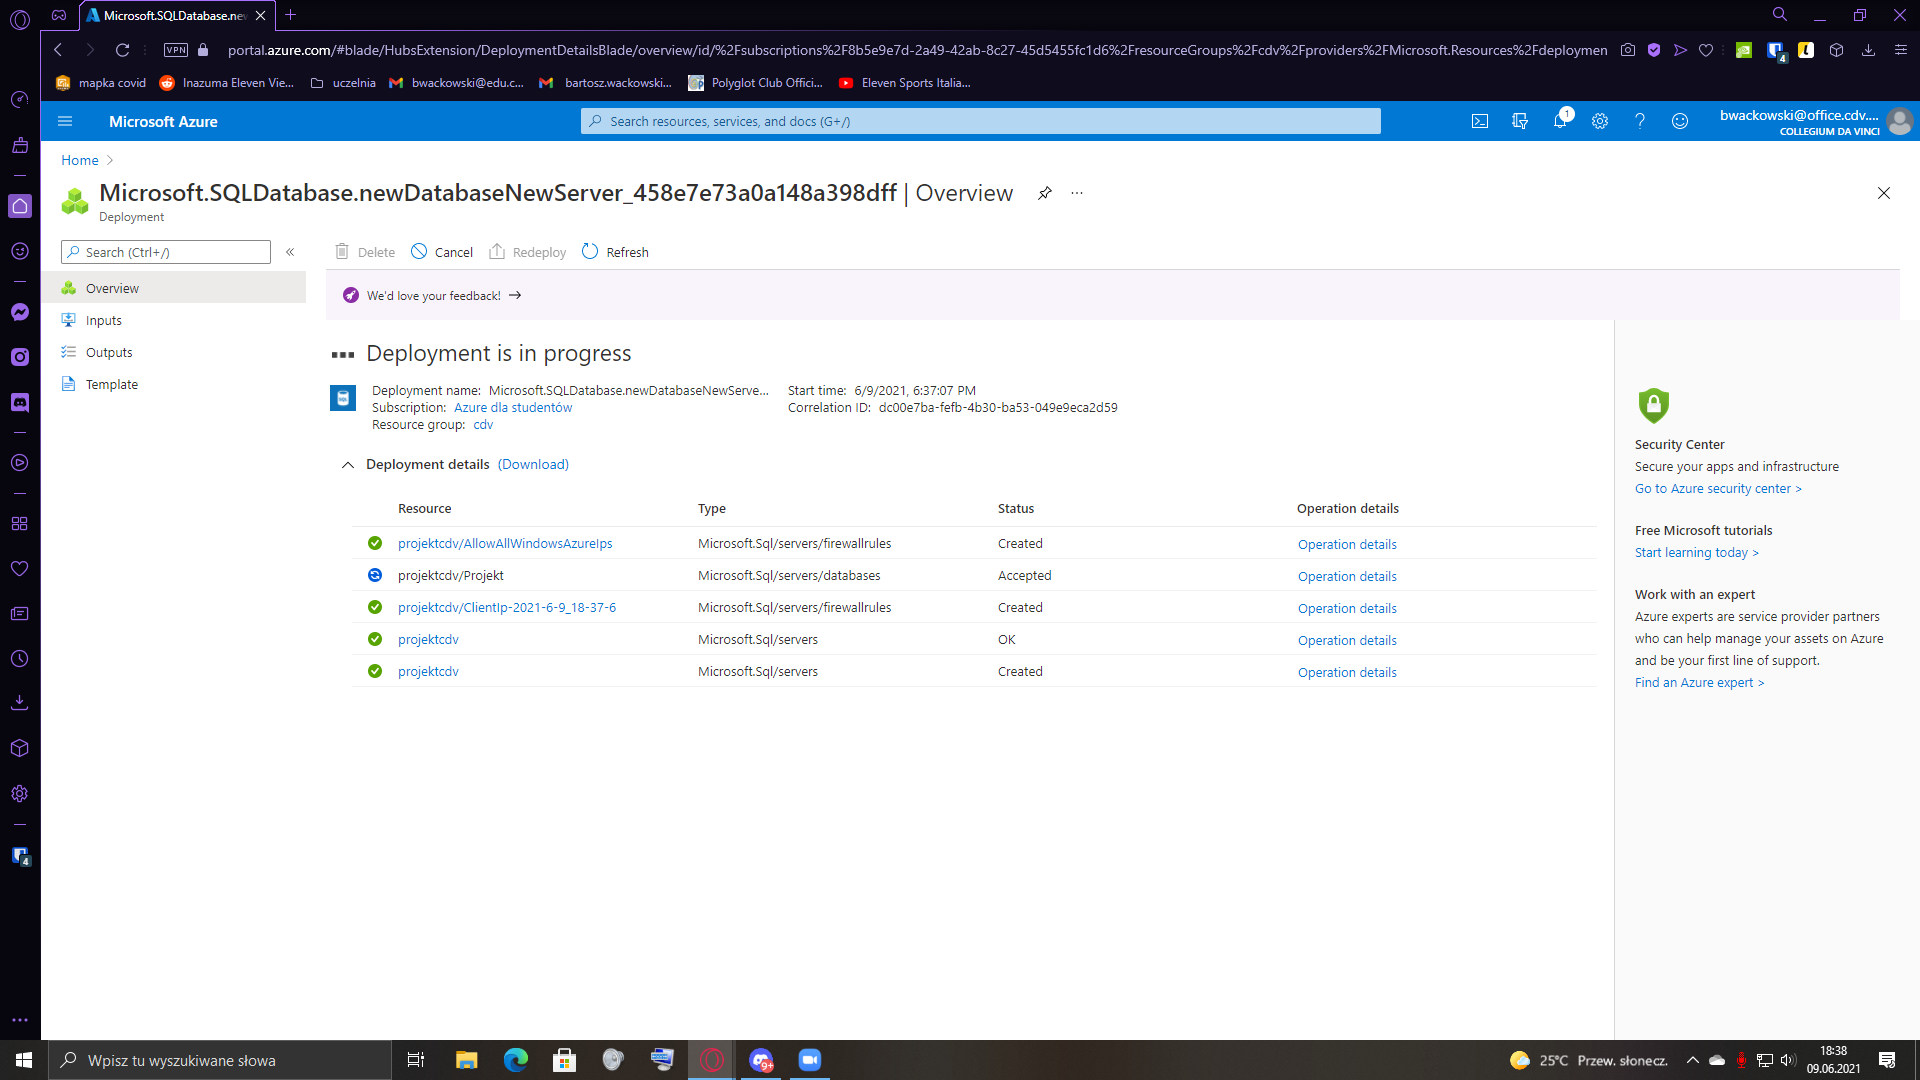 Microsoft.SQLDatabase.new
VPN
portal.azure.com/#blade/HubsExtension/DeploymentDetailsBlade/overview/id/%2Fsubscriptions%2F8b5e9e7d-2a49-42ab-8c27-45d5455fc1d6%2FresourceGroups%2Fcdv%2Fproviders%2FMicrosoft.Resources%2Fdeploymen
4
mapka covid
Inazuma Eleven Vie...
uczelnia
bwackowski@edu.c...
bartosz.wackowski...
Polyglot Club Offici...
Eleven Sports Italia...
Microsoft Azure
Search resources, services, and docs (G+/)
1
bwackowski@office.cdv....
COLLEGIUM DA VINCI
Home
Microsoft.SQLDatabase.newDatabaseNewServer_458e7e73a0a148a398dff | Overview
Deployment
Search (Ctrl+/)
Delete
Cancel
Redeploy
Refresh
Overview
Inputs
Outputs
Template
We'd love your feedback!
Deployment is in progress
Deployment name: Microsoft.SQLDatabase.newDatabaseNewServe...
Start time: 6/9/2021, 6:37:07 PM
Subscription: Azure dla studentów
Correlation ID: dc00e7ba-fefb-4b30-ba53-049e9eca2d59
Resource group: cdv
Deployment details (Download)
Resource Type Status Operation details
projektcdv/AllowAllWindowsAzureIps Microsoft.Sql/servers/firewallrules Created Operation details
projektcdv/Projekt Microsoft.Sql/servers/databases Accepted Operation details
projektcdv/ClientIp-2021-6-9_18-37-6 Microsoft.Sql/servers/firewallrules Created Operation details
projektcdv Microsoft.Sql/servers OK Operation details
projektcdv Microsoft.Sql/servers Created Operation details
Security Center
Secure your apps and infrastructure
Go to Azure security center >
Free Microsoft tutorials
Start learning today >
Work with an expert
Azure experts are service provider partners
who can help manage your assets on Azure
and be your first line of support.
Find an Azure expert >
4
Wpisz tu wyszukiwane słowa
9+
25°C Przew. słonecz.
18:38
09.06.2021